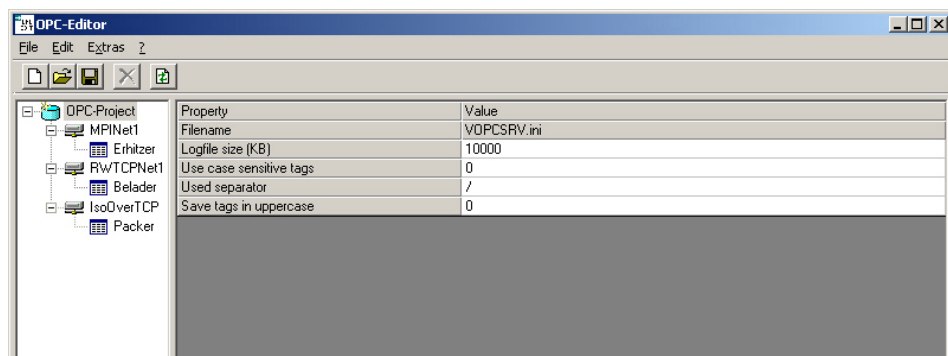 OPC-Editor
File Edit Extras ?
OPC-Project
MPINet1
Erhitzer
RWTCPNet1
Belader
IsoOverTCP
Packer
Property Value
Filename VOPCSRV.ini
Logfile size (KB) 10000
Use case sensitive tags 0
Used separator /
Save tags in uppercase 0